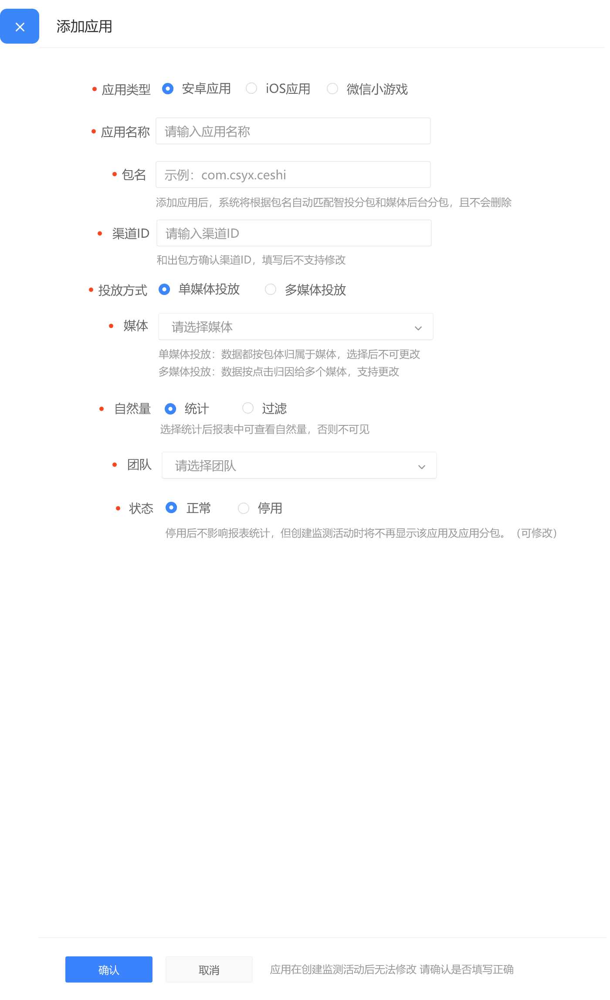 添加应用
应用类型 安卓应用 iOS应用 微信小游戏
应用名称 请输入应用名称
包名 示例：com.csyx.ceshi
添加应用后，系统将根据包名自动匹配智投分包和媒体后台分包，且不会删除
渠道ID 请输入渠道ID
和出包方确认渠道ID，填写后不支持修改
投放方式 单媒体投放 多媒体投放
媒体 请选择媒体
单媒体投放：数据都按包体归属于媒体，选择后不可更改
多媒体投放：数据按点击归因给多个媒体，支持更改
自然量 统计 过滤
选择统计后报表中可查看自然量，否则不可见
团队 请选择团队
状态 正常 停用
停用后不影响报表统计，但创建监测活动时将不再显示该应用及应用分包。（可修改）
确认 取消 应用在创建监测活动后无法修改 请确认是否填写正确